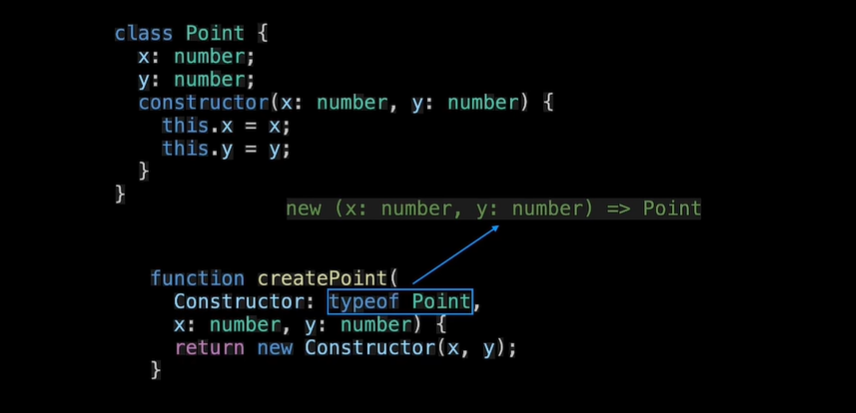 class Point {
  x: number;
  y: number;
  constructor(x: number, y: number) {
    this.x = x;
    this.y = y;
  }
}
new (x: number, y: number) => Point
function createPoint(
  Constructor: typeof Point,
  x: number, y: number) {
  return new Constructor(x, y);
}